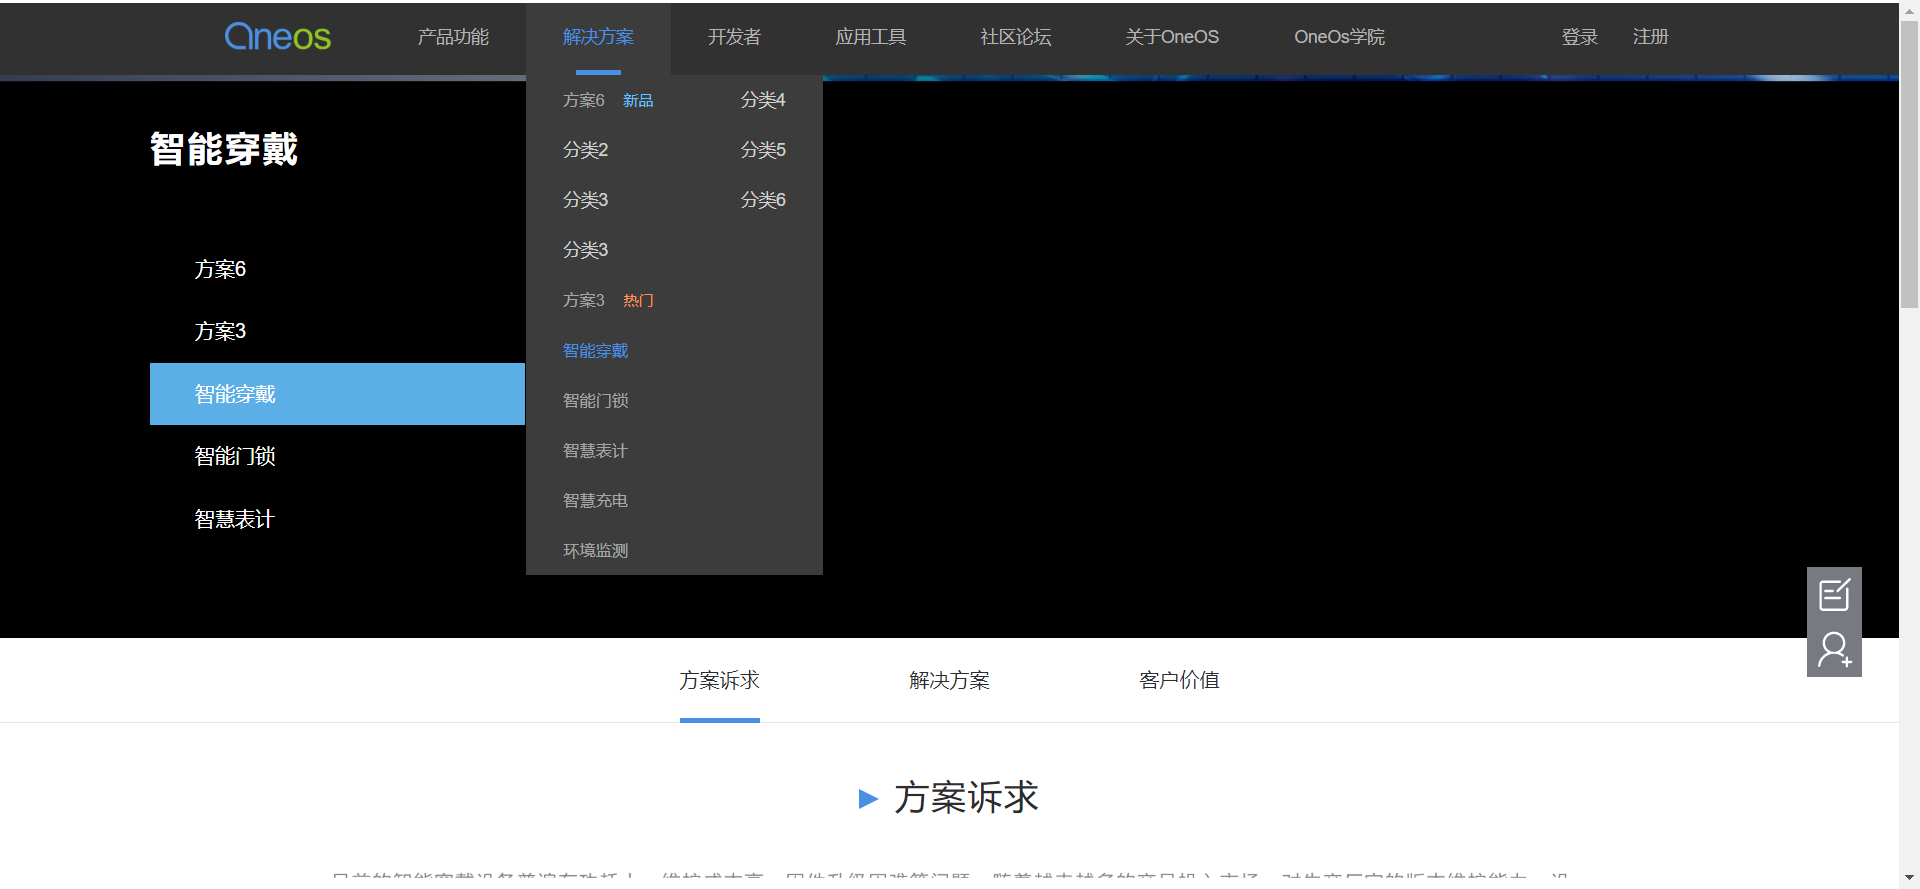 Oneos 产品功能 解决方案 开发者 应用工具 社区论坛 关于OneOS OneOs学院 登录 注册
方案6 新品 分类4
分类2 分类5
分类3 分类6
分类3
方案3 热门
智能穿戴
智能门锁
智慧表计
智慧充电
环境监测
智能穿戴
方案6
方案3
智能穿戴
智能门锁
智慧表计
方案诉求 解决方案 客户价值
方案诉求